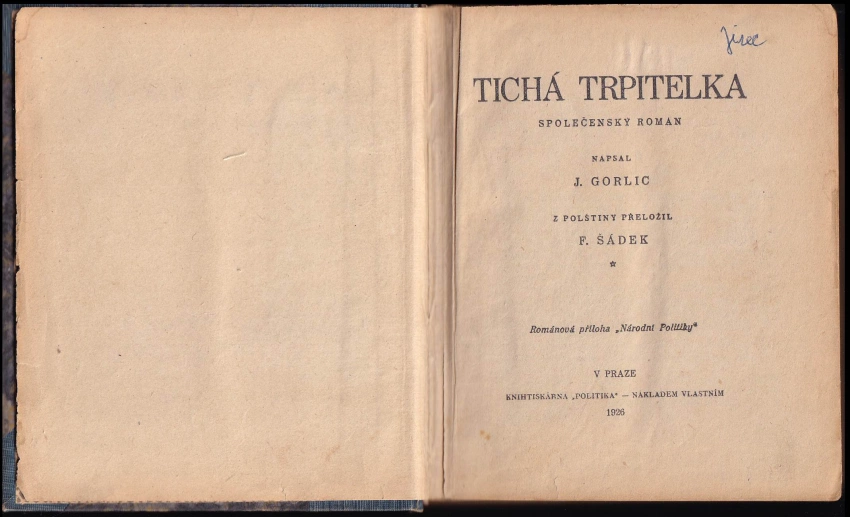 Jisec
TICHÁ TRPITELKA
SPOLEČENSKÝ ROMAN
NAPSAL
J. GORLIC
Z POLŠTINY PŘELOŽIL
F. ŠÁDEK
Románová příloha „Národní Politiky“
V PRAZE
KNIHTISKÁRNA „POLITIKA“ — NÁKLADEM VLASTNÍM
1926